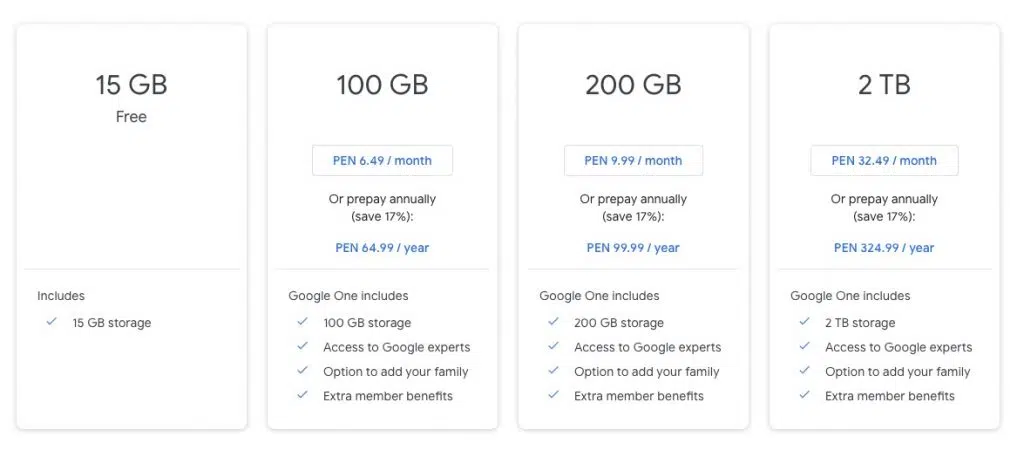 15 GB
Free
Includes
15 GB storage
100 GB
PEN 6.49 / month
Or prepay annually
(save 17%):
PEN 64.99 / year
Google One includes
100 GB storage
Access to Google experts
Option to add your family
Extra member benefits
200 GB
PEN 9.99 / month
Or prepay annually
(save 17%):
PEN 99.99 / year
Google One includes
200 GB storage
Access to Google experts
Option to add your family
Extra member benefits
2 TB
PEN 32.49 / month
Or prepay annually
(save 17%):
PEN 324.99 / year
Google One includes
2 TB storage
Access to Google experts
Option to add your family
Extra member benefits